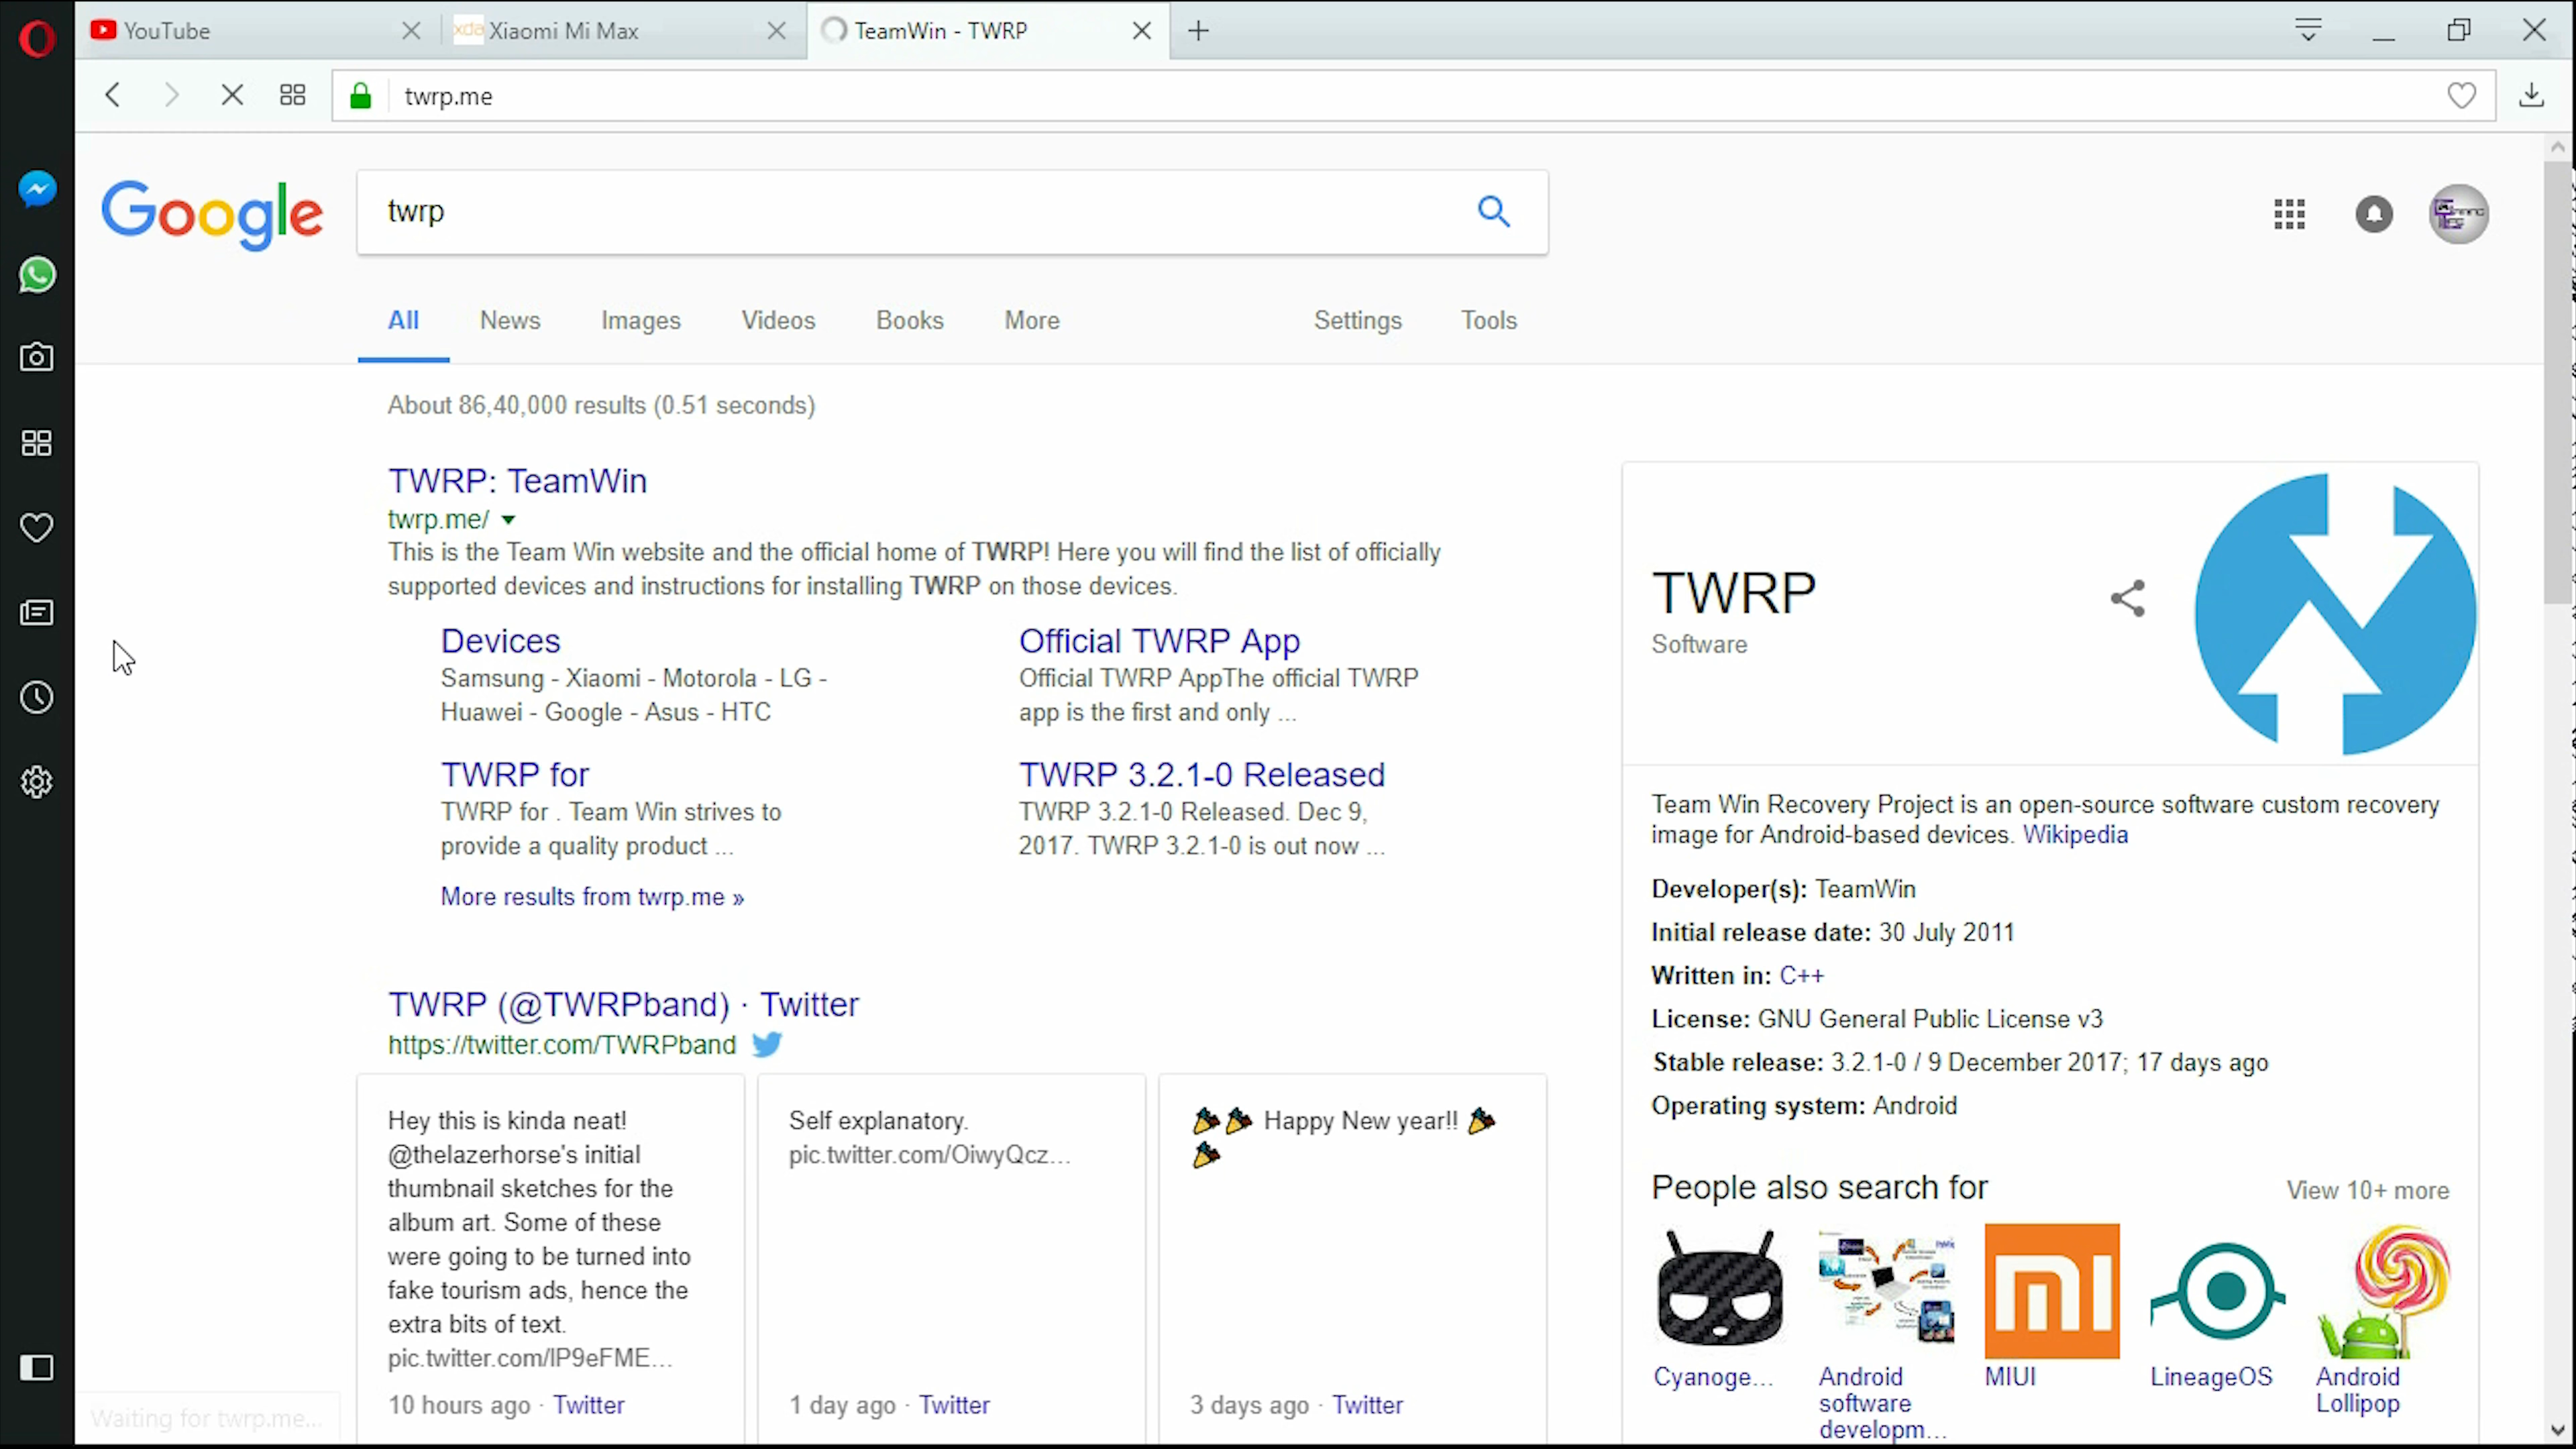 YouTube
xda Xiaomi Mi Max
TeamWin - TWRP
twrp.me
Google
twrp
All
News
Images
Videos
Books
More
Settings
Tools
About 86,40,000 results (0.51 seconds)
TWRP: TeamWin
twrp.me/
This is the Team Win website and the official home of TWRP! Here you will find the list of officially
supported devices and instructions for installing TWRP on those devices.
Devices
Samsung - Xiaomi - Motorola - LG -
Huawei - Google - Asus - HTC
Official TWRP App
Official TWRP AppThe official TWRP
app is the first and only ...
TWRP for
TWRP for . Team Win strives to
provide a quality product ...
TWRP 3.2.1-0 Released
TWRP 3.2.1-0 Released. Dec 9,
2017. TWRP 3.2.1-0 is out now ...
More results from twrp.me »
TWRP (@TWRPband) · Twitter
https://twitter.com/TWRPband
Hey this is kinda neat!
@thelazerhorse's initial
thumbnail sketches for the
album art. Some of these
were going to be turned into
fake tourism ads, hence the
extra bits of text.
pic.twitter.com/IP9eFME...
10 hours ago · Twitter
Self explanatory.
pic.twitter.com/OiwyQcz...
1 day ago · Twitter
Happy New year!!
3 days ago · Twitter
Waiting for twrp.me...
TWRP
Software
Team Win Recovery Project is an open-source software custom recovery
image for Android-based devices. Wikipedia
Developer(s): TeamWin
Initial release date: 30 July 2011
Written in: C++
License: GNU General Public License v3
Stable release: 3.2.1-0 / 9 December 2017; 17 days ago
Operating system: Android
People also search for
View 10+ more
Cyanoge...
Android
software
developm...
MIUI
LineageOS
Android
Lollipop